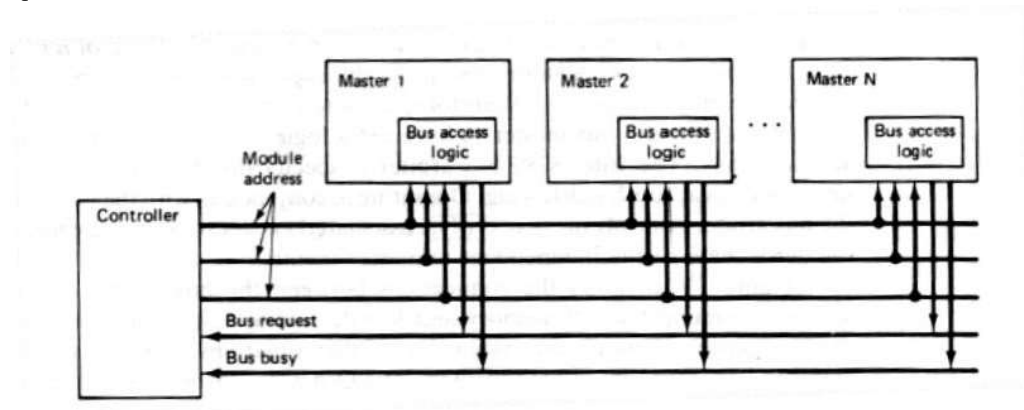 Master 1
Master 2
Master N
. . .
Bus access
logic
Bus access
logic
Bus access
logic
Module
address
Controller
Bus request
Bus busy